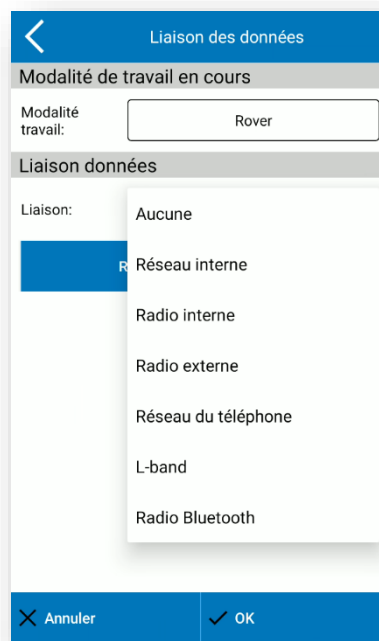 Liaison des données
Modalité de travail en cours
Modalité
travail:
Rover
Liaison données
Liaison:
Aucune
R
Réseau interne
Radio interne
Radio externe
Réseau du téléphone
L-band
Radio Bluetooth
Annuler
OK